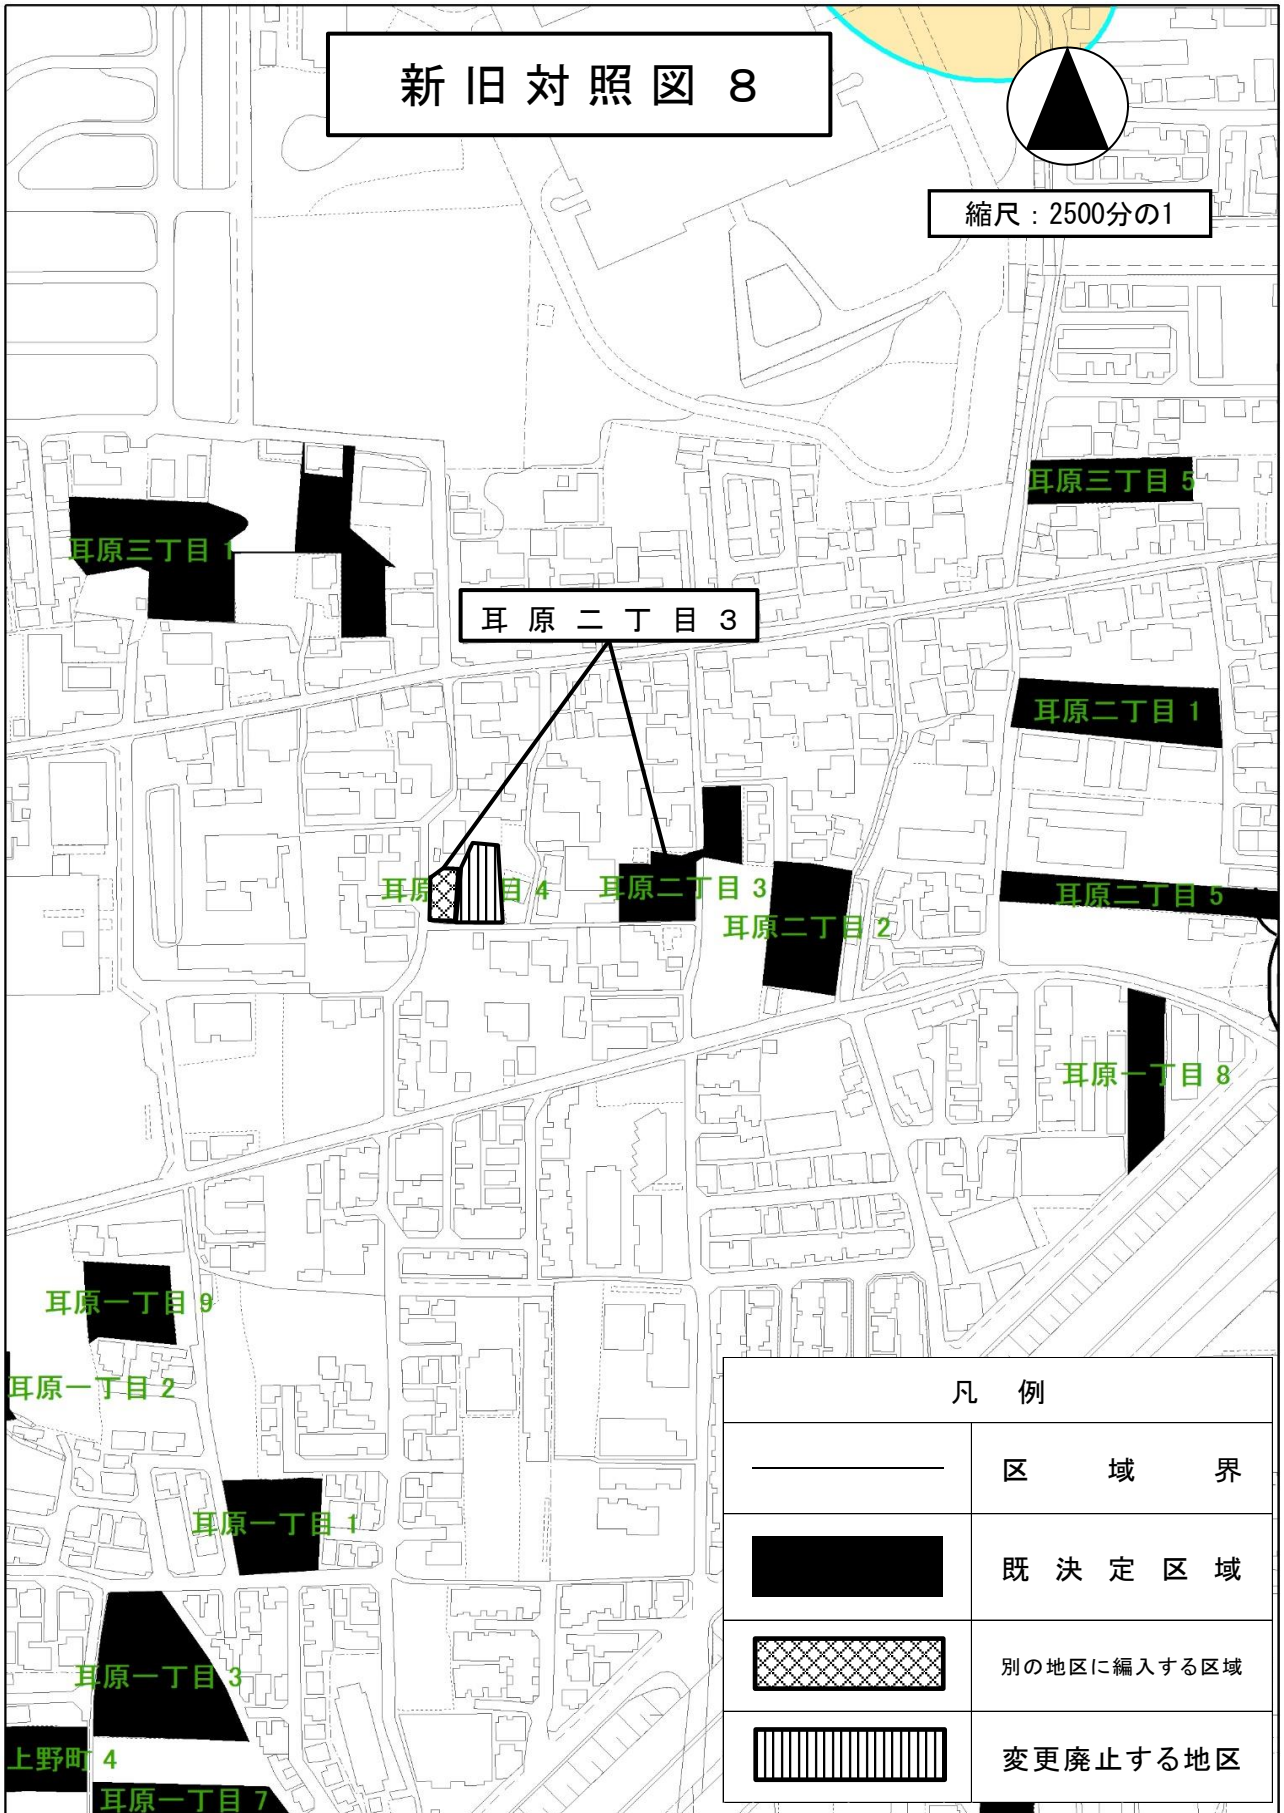 新旧対照図 8
縮尺：2500分の1
耳原三丁目 5
耳原三丁目 1
耳原二丁目3
耳原二丁目 1
耳原 目 4
耳原二丁目 3
耳原二丁目 5
耳原二丁目 2
耳原一丁目 8
耳原一丁目 9
耳原一丁目 2
耳原一丁目 1
耳原一丁目 3
上野町 4
耳原一丁目 7
凡例
区域界
既決定区域
別の地区に編入する区域
変更廃止する地区